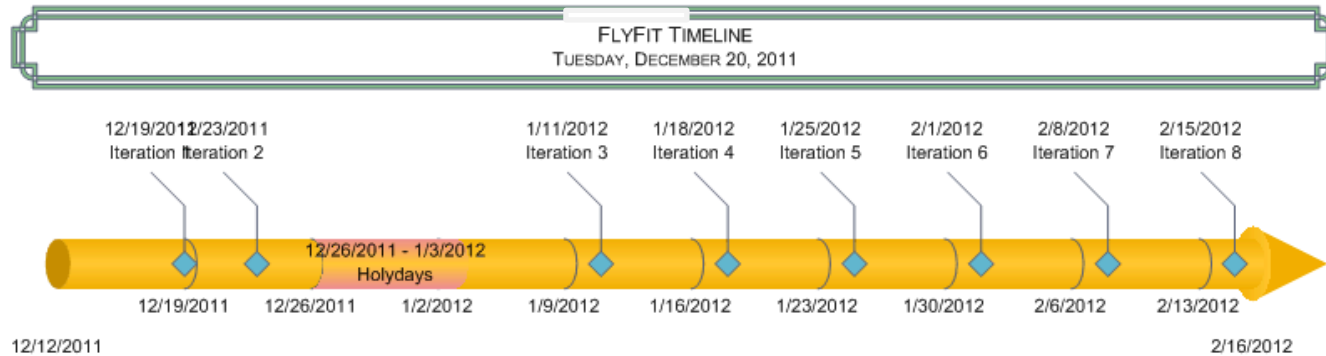 FLYFIT TIMELINE
TUESDAY, DECEMBER 20, 2011
12/19/2011
Iteration 1
12/23/2011
Iteration 2
1/11/2012
Iteration 3
1/18/2012
Iteration 4
1/25/2012
Iteration 5
2/1/2012
Iteration 6
2/8/2012
Iteration 7
2/15/2012
Iteration 8
12/26/2011 - 1/3/2012
Holydays
12/19/2011
12/26/2011
1/2/2012
1/9/2012
1/16/2012
1/23/2012
1/30/2012
2/6/2012
2/13/2012
12/12/2011
2/16/2012